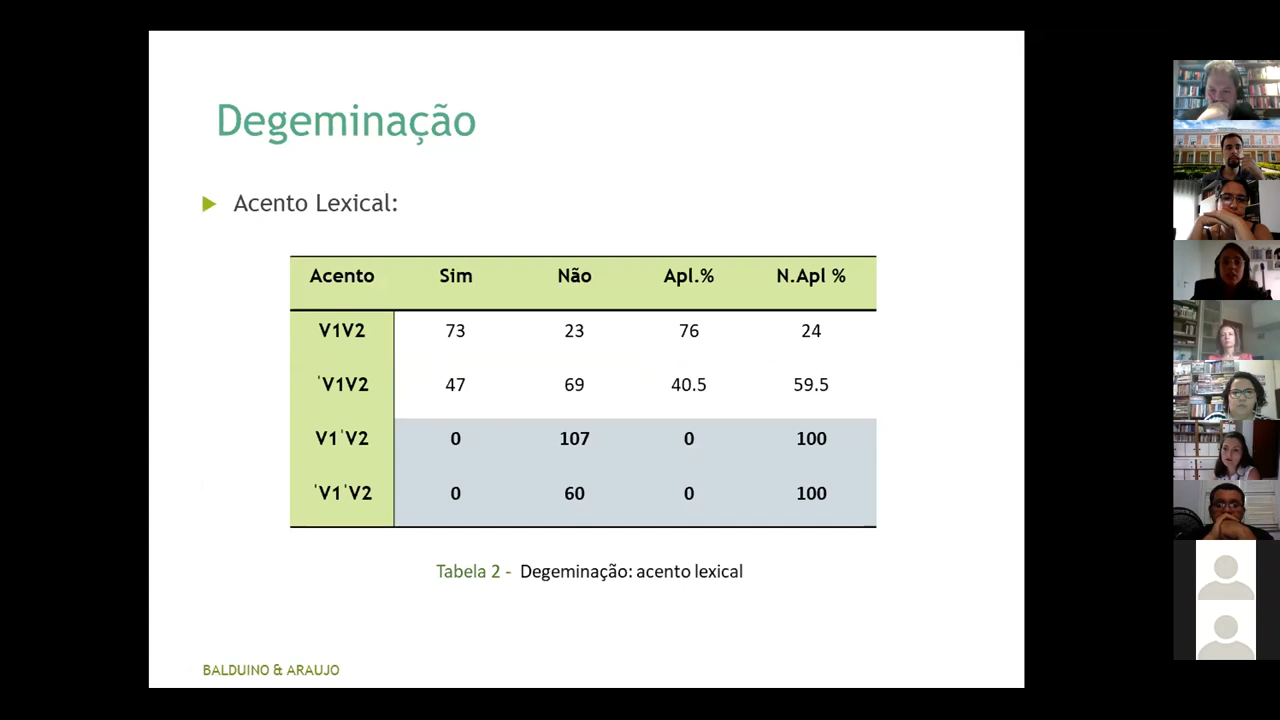 Degeminação
Acento Lexical:
Acento Sim Não Apl.% N.Apl %
V1V2 73 23 76 24
ˈV1V2 47 69 40.5 59.5
V1ˈV2 0 107 0 100
ˈV1ˈV2 0 60 0 100
Tabela 2 - Degeminação: acento lexical
BALDUINO & ARAUJO